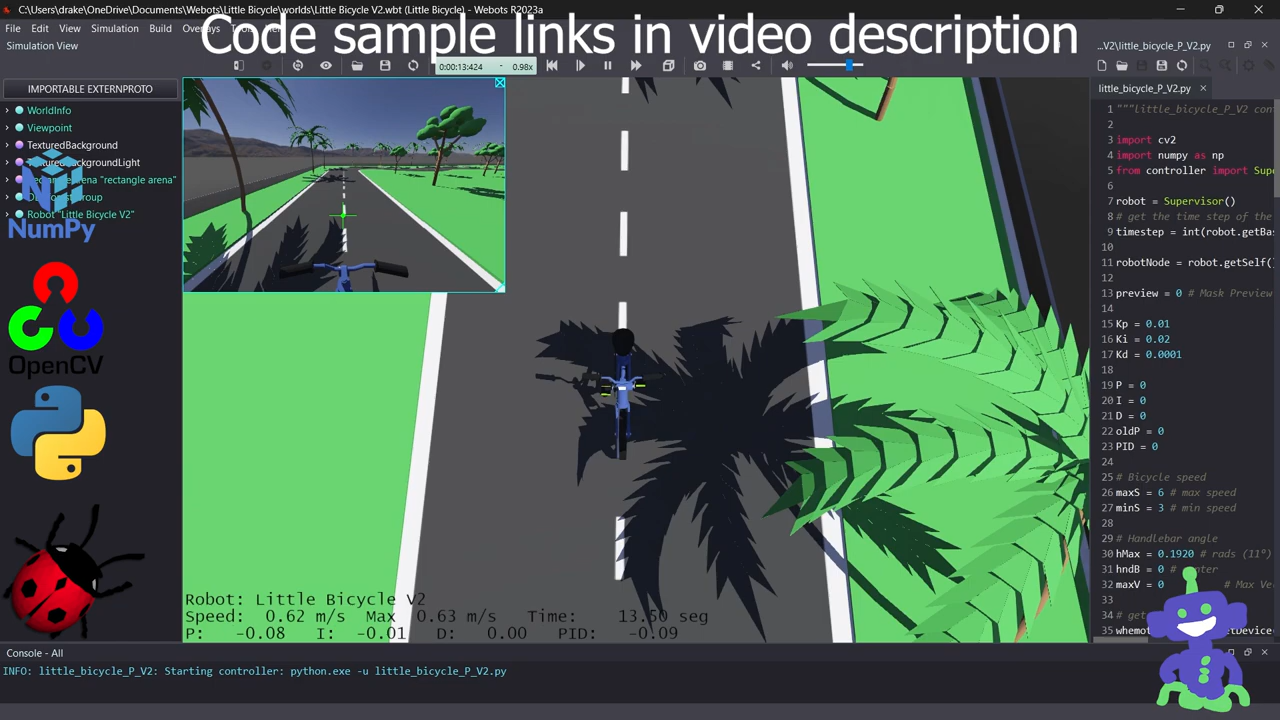 C:\Users\drake\OneDrive\Documents\Webots\Little Bicycle\worlds\Little Bicycle V2.wbt (Little Bicycle) - Webots R2023a
File Edit View Simulation Build Overlays
Code sample links in video description
Simulation View
...V2\little_bicycle_P_V2.py
0:00:13:424 - 0.98x
IMPORTABLE EXTERNPROTO
WorldInfo
Viewpoint
TexturedBackground
TexturedBackgroundLight
"rectangle arena"
Robot "Little Bicycle V2"
NumPy
OpenCV
little_bicycle_P_V2.py
1 """little_bicycle_P_V2 con
2
3 import cv2
4 import numpy as np
5 from controller import Supe
6
7 robot = Supervisor()
8 # get the time step of the
9 timestep = int(robot.getBas
10
11 robotNode = robot.getSelf()
12
13 preview = 0 # Mask Preview
14
15 Kp = 0.01
16 Ki = 0.02
17 Kd = 0.0001
18
19 P = 0
20 I = 0
21 D = 0
22 oldP = 0
23 PID = 0
24
25 # Bicycle speed
26 maxS = 6 # max speed
27 minS = 3 # min speed
28
29 # Handlebar angle
30 hMax = 0.1920 # rads (11°)
31 hndB = 0
32 maxV = 0 # Max Ve
33
34 # get
35 whemot
Robot: Little Bicycle V2
Speed: 0.62 m/s Max 0.63 m/s Time: 13.50 seg
P: -0.08 I: -0.01 D: 0.00 PID: -0.09
Console - All
INFO: little_bicycle_P_V2: Starting controller: python.exe -u little_bicycle_P_V2.py